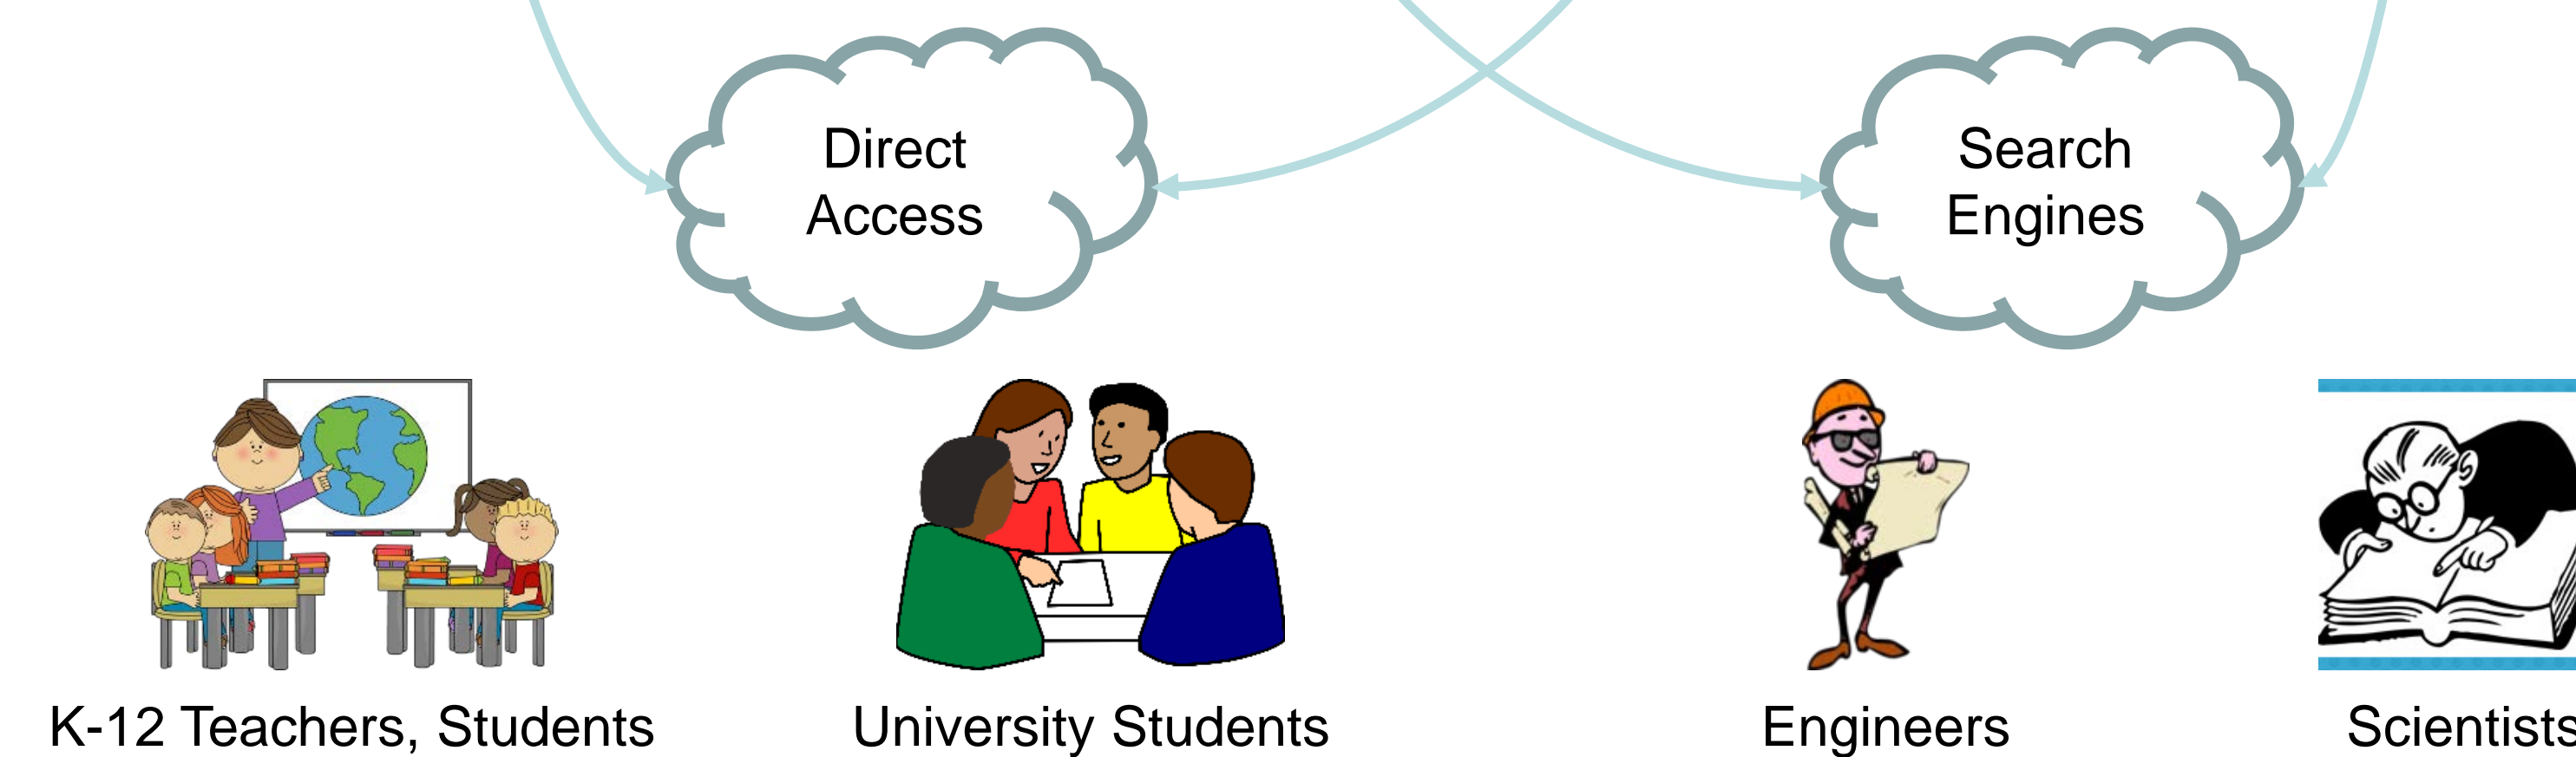 Direct
Access
Search
Engines
K-12 Teachers, Students
University Students
Engineers
Scientists